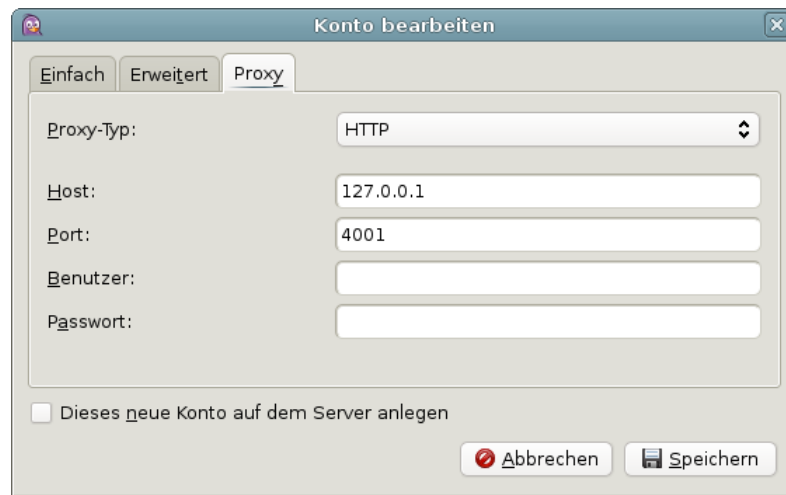 Konto bearbeiten
Einfach Erweitert Proxy
Proxy-Typ: HTTP
Host: 127.0.0.1
Port: 4001
Benutzer:
Passwort:
Dieses neue Konto auf dem Server anlegen
Abbrechen Speichern